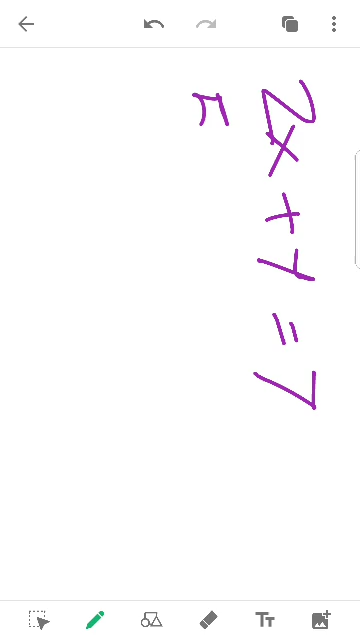 2x + 1 = 7